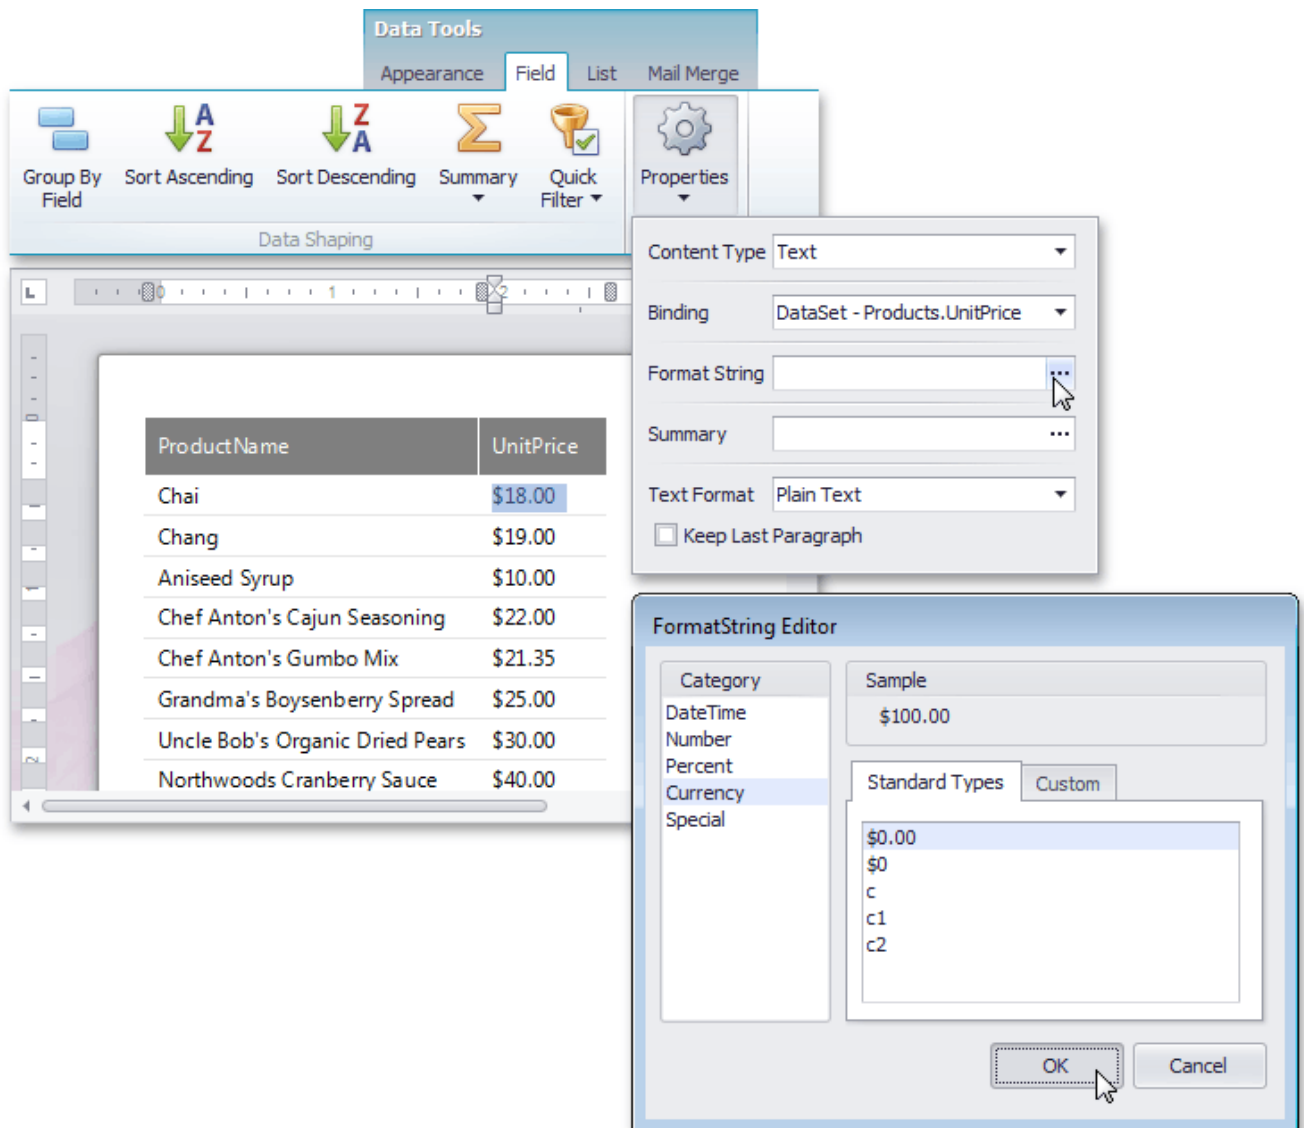 Data Tools
Appearance Field List Mail Merge
A Z
Z A
Group By Field
Sort Ascending
Sort Descending
Summary
Quick Filter
Properties
Data Shaping
L
0 1 2
1
2
Content Type Text
Binding DataSet - Products.UnitPrice
Format String ...
Summary ...
Text Format Plain Text
Keep Last Paragraph
ProductName UnitPrice
Chai $18.00
Chang $19.00
Aniseed Syrup $10.00
Chef Anton's Cajun Seasoning $22.00
Chef Anton's Gumbo Mix $21.35
Grandma's Boysenberry Spread $25.00
Uncle Bob's Organic Dried Pears $30.00
Northwoods Cranberry Sauce $40.00
FormatString Editor
Category
DateTime
Number
Percent
Currency
Special
Sample
$100.00
Standard Types Custom
$0.00
$0
c
c1
c2
OK Cancel